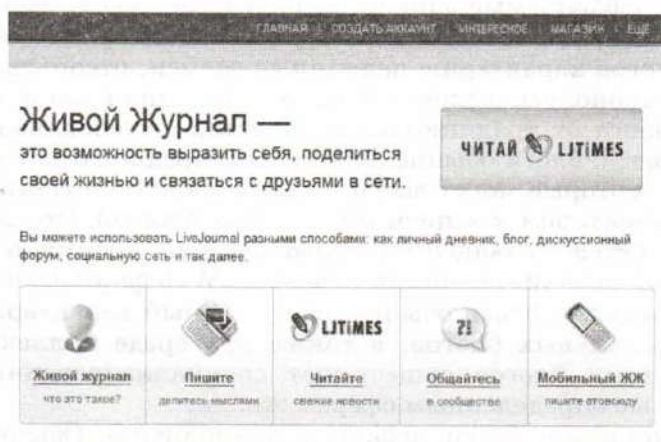 ГЛАВНАЯ | СОЗДАТЬ АККАУНТ | ИНТЕРЕСНОЕ | МАГАЗИН | ЕЩЕ
Живой Журнал —
это возможность выразить себя, поделиться
своей жизнью и связаться с друзьями в сети.
ЧИТАЙ LJTIMES
Вы можете использовать LiveJournal разными способами: как личный дневник, блог, дискуссионный
форум, социальную сеть и так далее.
LJTIMES
?!
Живой журнал Пишите Читайте Общайтесь Мобильный ЖЖ
что это такое? делитесь мыслями свежие новости в сообществе пишите отовсюду